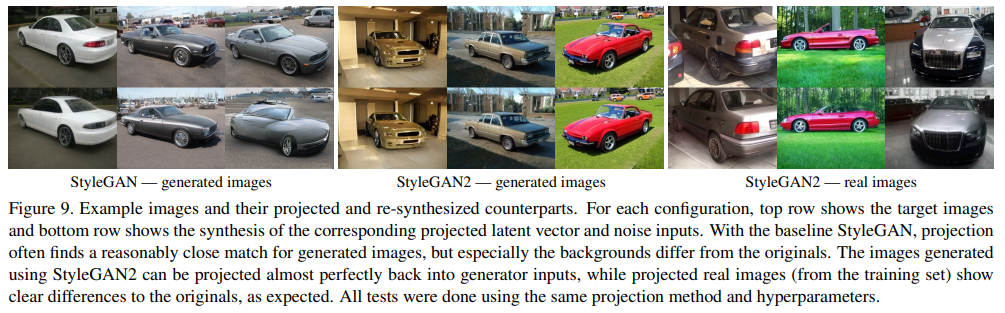 StyleGAN — generated images
StyleGAN2 — generated images
StyleGAN2 — real images
Figure 9. Example images and their projected and re-synthesized counterparts. For each configuration, top row shows the target images
and bottom row shows the synthesis of the corresponding projected latent vector and noise inputs. With the baseline StyleGAN, projection
often finds a reasonably close match for generated images, but especially the backgrounds differ from the originals. The images generated
using StyleGAN2 can be projected almost perfectly back into generator inputs, while projected real images (from the training set) show
clear differences to the originals, as expected. All tests were done using the same projection method and hyperparameters.